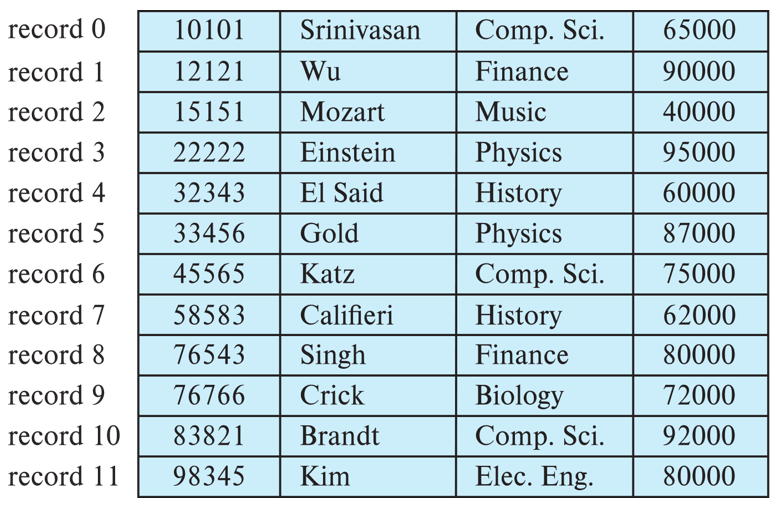 record 0 10101 Srinivasan Comp. Sci. 65000
record 1 12121 Wu Finance 90000
record 2 15151 Mozart Music 40000
record 3 22222 Einstein Physics 95000
record 4 32343 El Said History 60000
record 5 33456 Gold Physics 87000
record 6 45565 Katz Comp. Sci. 75000
record 7 58583 Califieri History 62000
record 8 76543 Singh Finance 80000
record 9 76766 Crick Biology 72000
record 10 83821 Brandt Comp. Sci. 92000
record 11 98345 Kim Elec. Eng. 80000